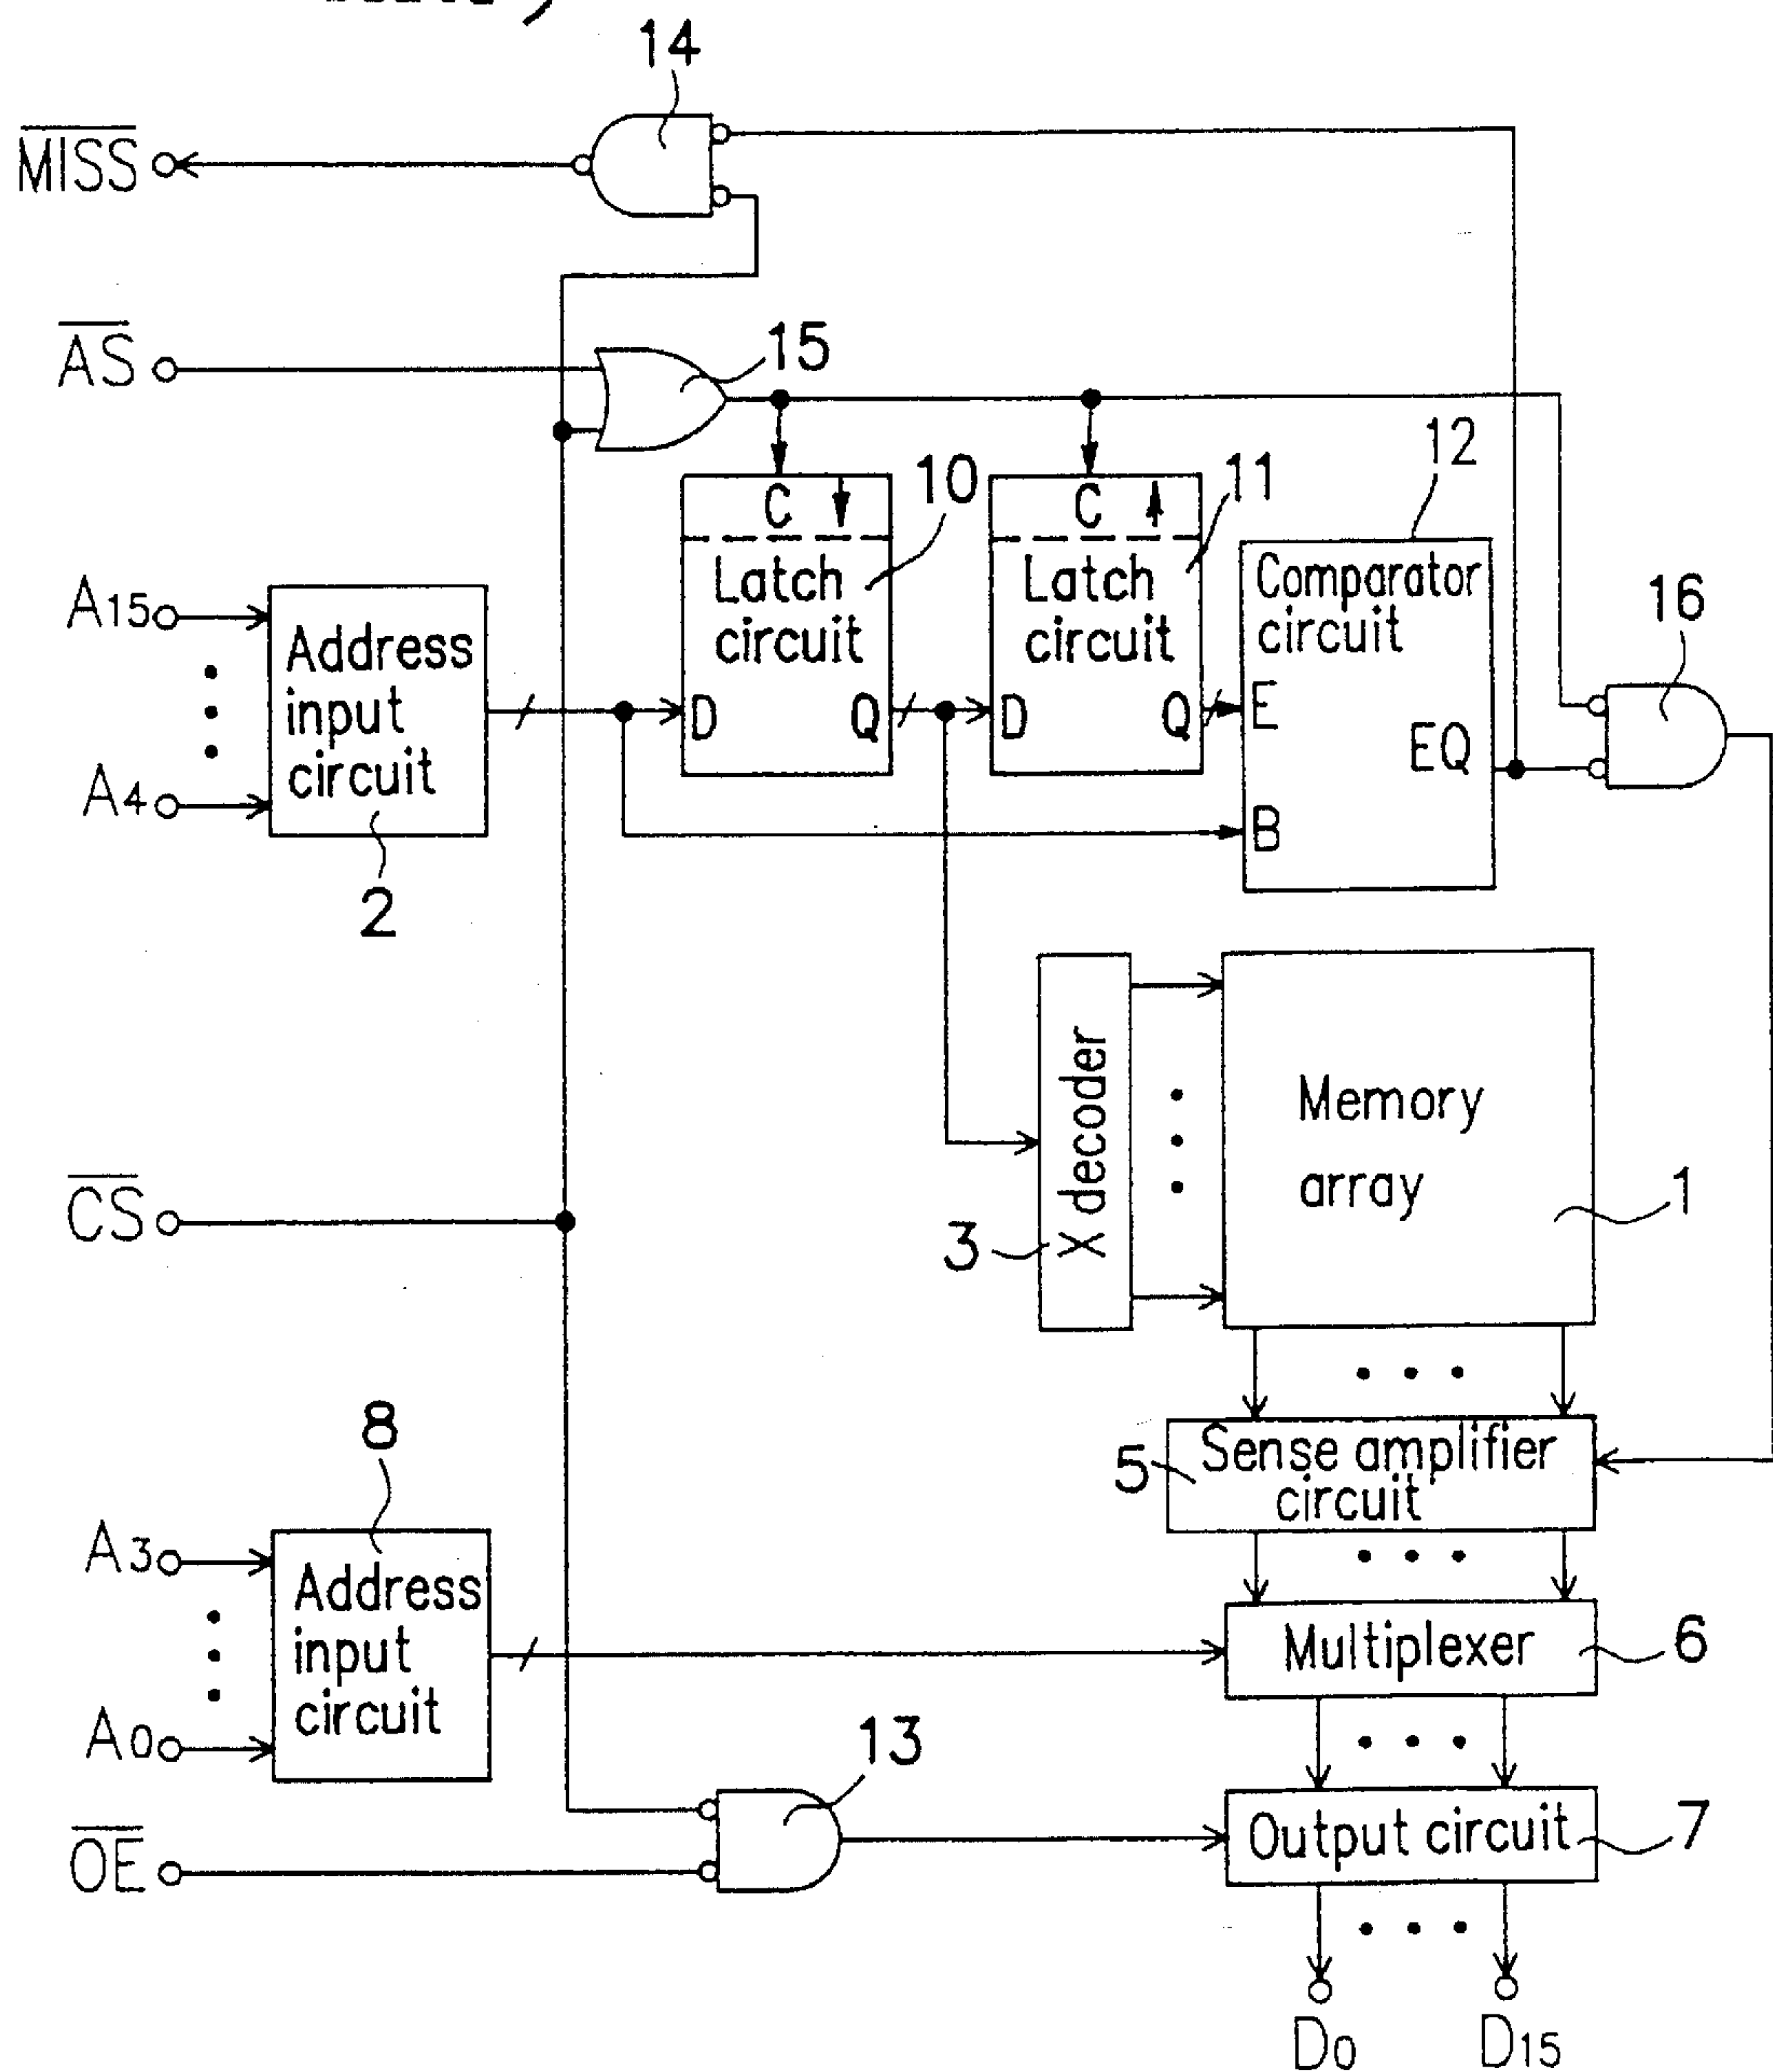 14
MISS
AS
15
12
C
10
C
11
Latch
circuit
Latch
circuit
Comparator
circuit
16
A15
Address
input
circuit
D
Q
D
Q
E
EQ
A4
B
2
X decoder
Memory
array
CS
3
1
8
5
Sense amplifier
circuit
A3
Address
input
circuit
Multiplexer
6
A0
13
OE
Output circuit
7
D0
D15